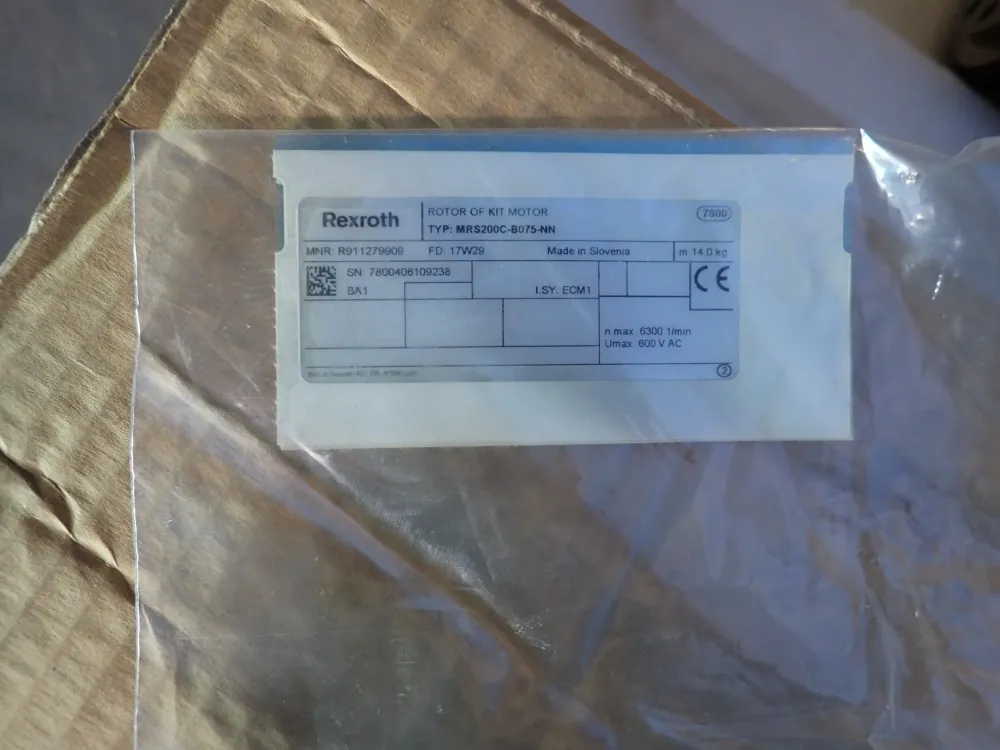 Rexroth
ROTOR OF KIT MOTOR
7800
TYP: MRS200C-B075-NN
MNR: R911279909 FD: 17W29 Made in Slovenia m 14.0 kg
SN: 7800406109238
CE
BA1 I.SY. ECM1
n max 6300 1/min
Umax 600 V AC
2